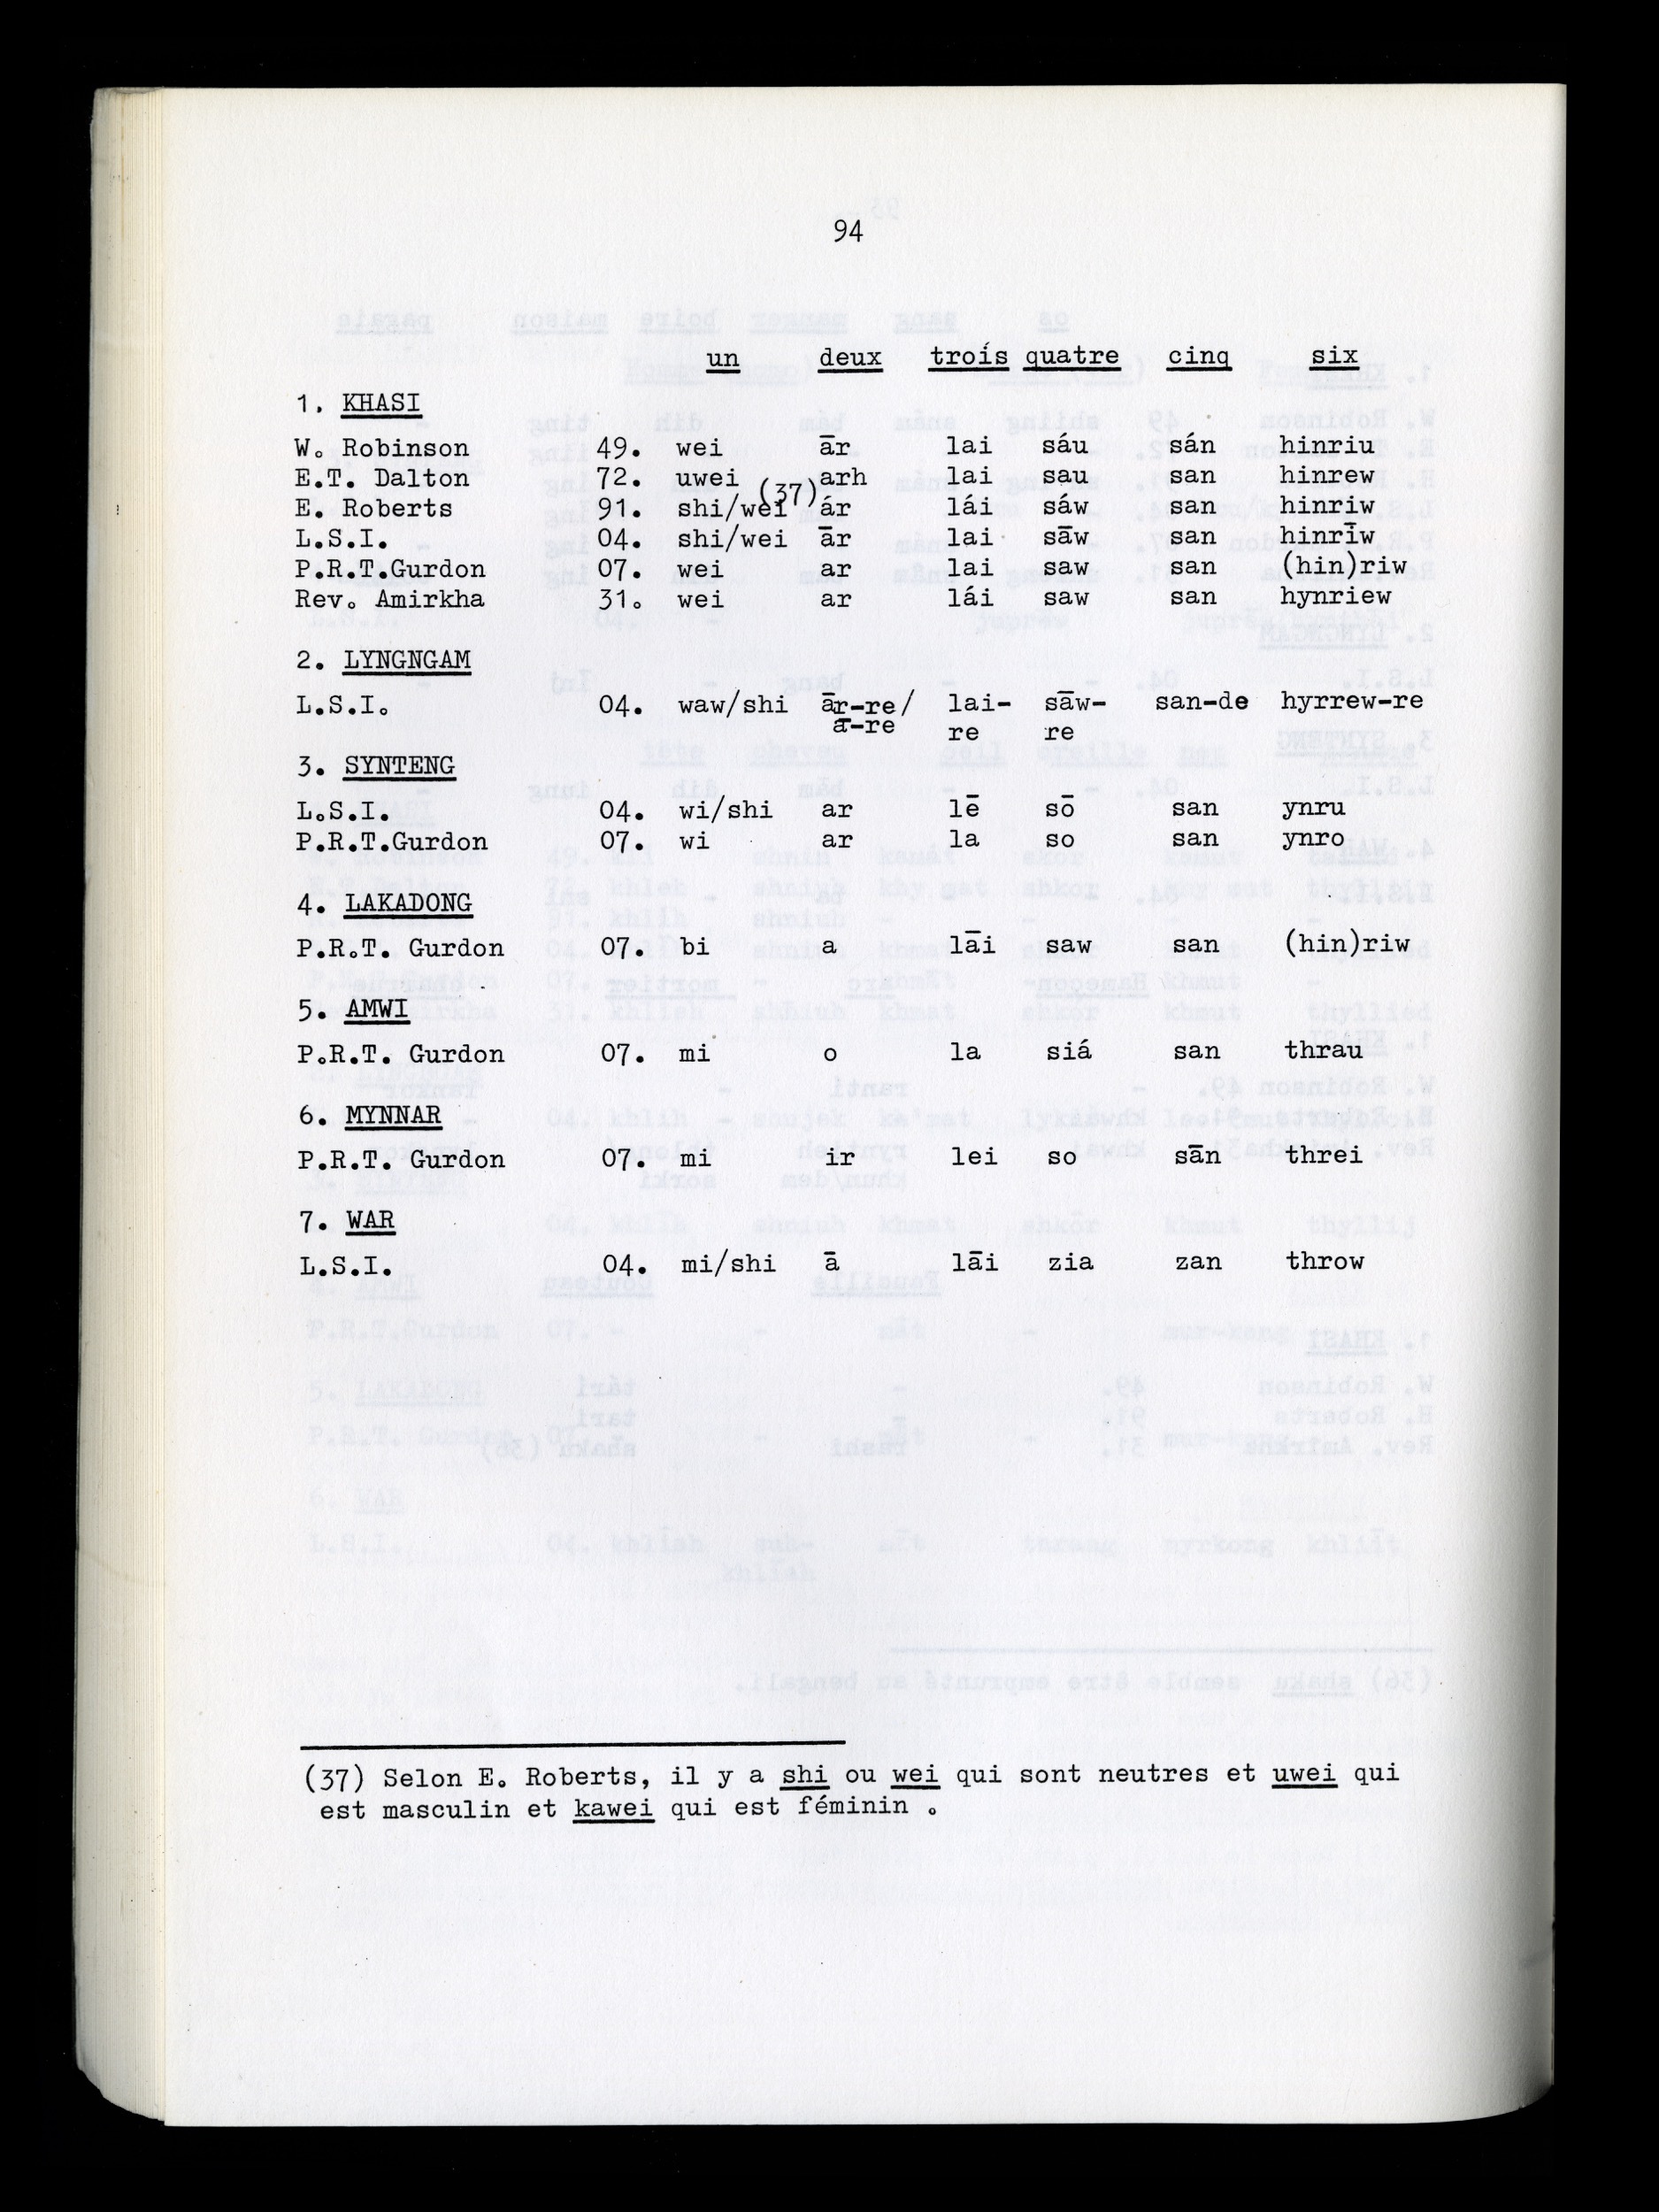 94
un deux troís quatre cinq six
1. KHASI
W. Robinson 49. wei ār lai sáu sán hinriu
E.T. Dalton 72. uwei arh lai sau san hinrew
E. Roberts 91. shi/wei (37) ár lái sáw san hinriw
L.S.I. 04. shi/wei ār lai sāw san hinrīw
P.R.T.Gurdon 07. wei ar lai saw san (hin)riw
Rev. Amirkha 31. wei ar lái saw san hynriew
2. LYNGNGAM
L.S.I. 04. waw/shi ār-re/ lai- sāw- san-de hyrrew-re
ā-re re re
3. SYNTENG
L.S.I. 04. wi/shi ar lē sō san ynru
P.R.T.Gurdon 07. wi ar la so san ynro
4. LAKADONG
P.R.T. Gurdon 07. bi a lāi saw san (hin)riw
5. AMWI
P.R.T. Gurdon 07. mi o la siá san thrau
6. MYNNAR
P.R.T. Gurdon 07. mi ir lei so sān threi
7. WAR
L.S.I. 04. mi/shi ā lāi zia zan throw
(37) Selon E. Roberts, il y a shi ou wei qui sont neutres et uwei qui
est masculin et kawei qui est féminin .